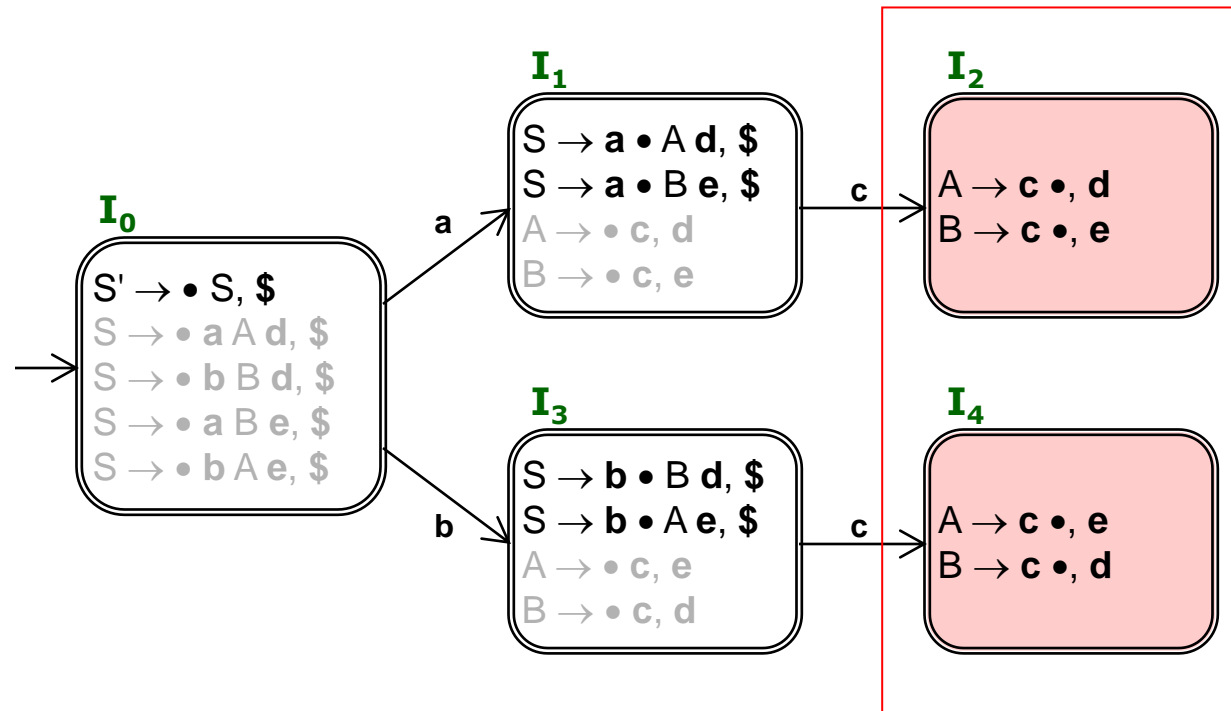 I0
S' → • S, $
S → • a A d, $
S → • b B d, $
S → • a B e, $
S → • b A e, $
a
b
I1
S → a • A d, $
S → a • B e, $
A → • c, d
B → • c, e
c
I2
A → c •, d
B → c •, e
I3
S → b • B d, $
S → b • A e, $
A → • c, e
B → • c, d
c
I4
A → c •, e
B → c •, d